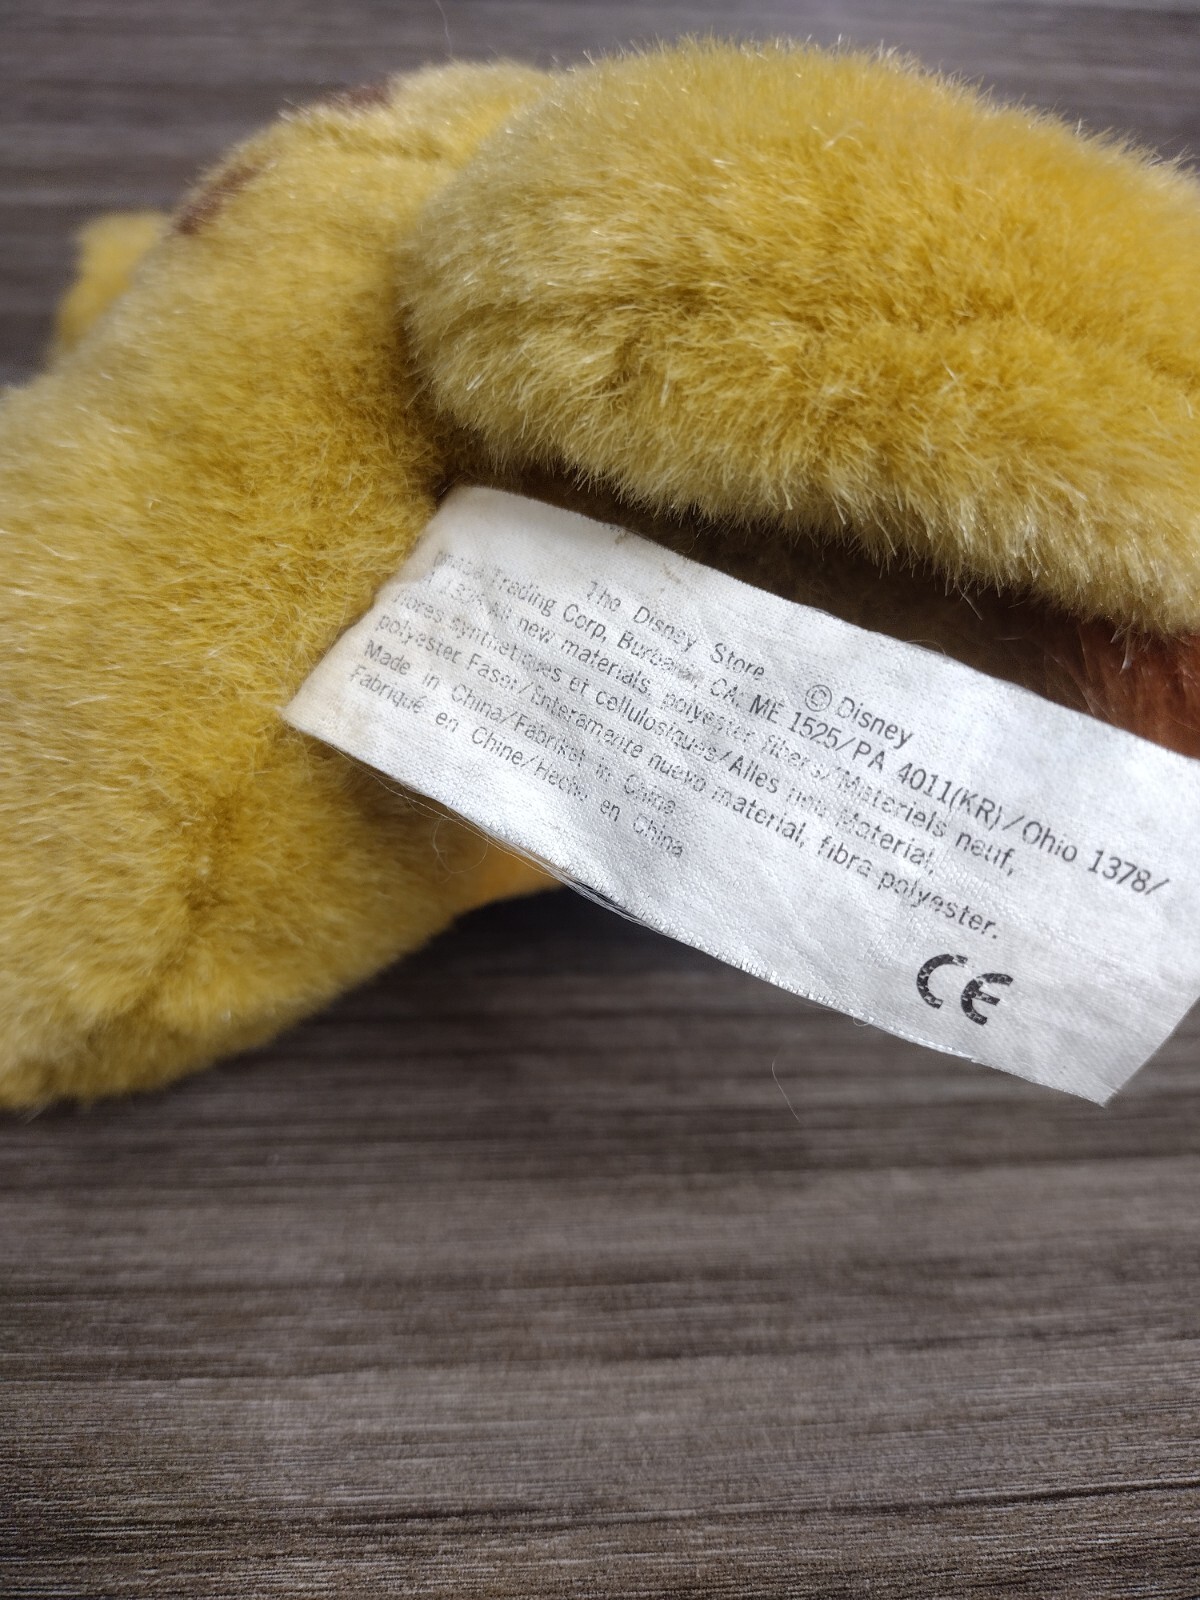 The Disney Store © Disney
Trading Corp, Burbank, CA. ME 1525/PA 4011(KR)/Ohio 1378/
All new materials, polyester fibers/Materiels neuf,
fibres synthetiques et cellulosiques/Alles neu Material,
polyester Faser/Enteramente nuevo material, fibra polyester.
Made in China/Fabrikat in China
Fabriqué en Chine/Hecho en China
CE